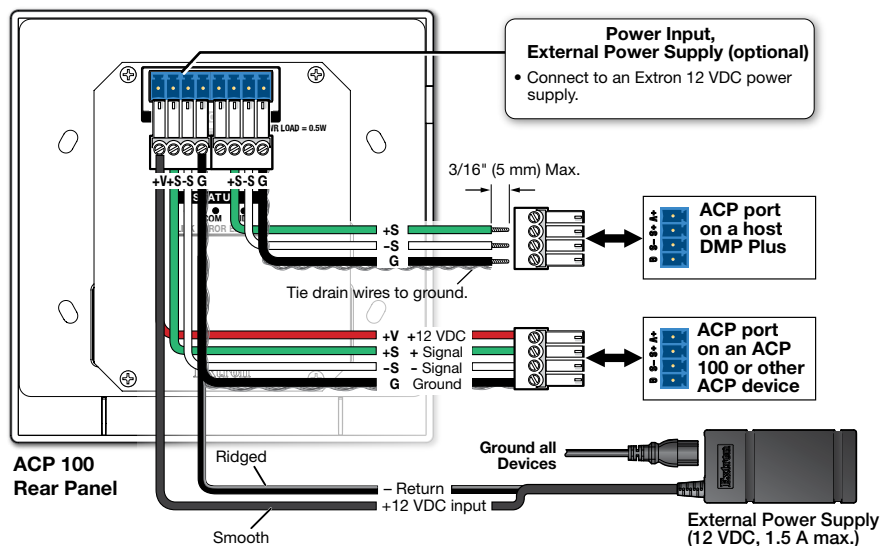 Power Input,
External Power Supply (optional)
• Connect to an Extron 12 VDC power
supply.
WR LOAD = 0.5W
+V+S-S G
+S-S G
STATU
COM
3/16" (5 mm) Max.
+S
–S
G
Tie drain wires to ground.
A+
S+
S–
ACP port
on a host
DMP Plus
+V +12 VDC
+S + Signal
–S - Signal
G Ground
A+
S+
S–
ACP port
on an ACP
100 or other
ACP device
Extron
ACP 100
Rear Panel
Ridged
Smooth
– Return
+12 VDC input
Ground all
Devices
Extron
External Power Supply
(12 VDC, 1.5 A max.)